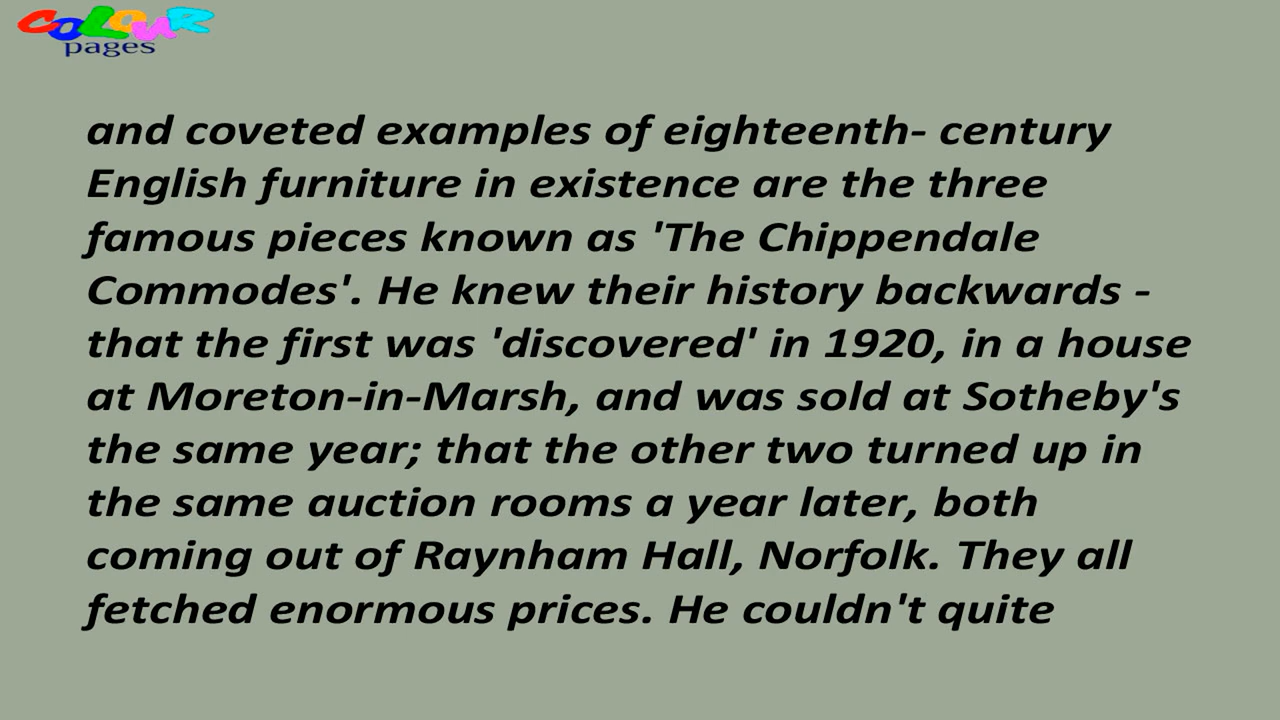 COLOUR
pages
and coveted examples of eighteenth- century
English furniture in existence are the three
famous pieces known as 'The Chippendale
Commodes'. He knew their history backwards -
that the first was 'discovered' in 1920, in a house
at Moreton-in-Marsh, and was sold at Sotheby's
the same year; that the other two turned up in
the same auction rooms a year later, both
coming out of Raynham Hall, Norfolk. They all
fetched enormous prices. He couldn't quite